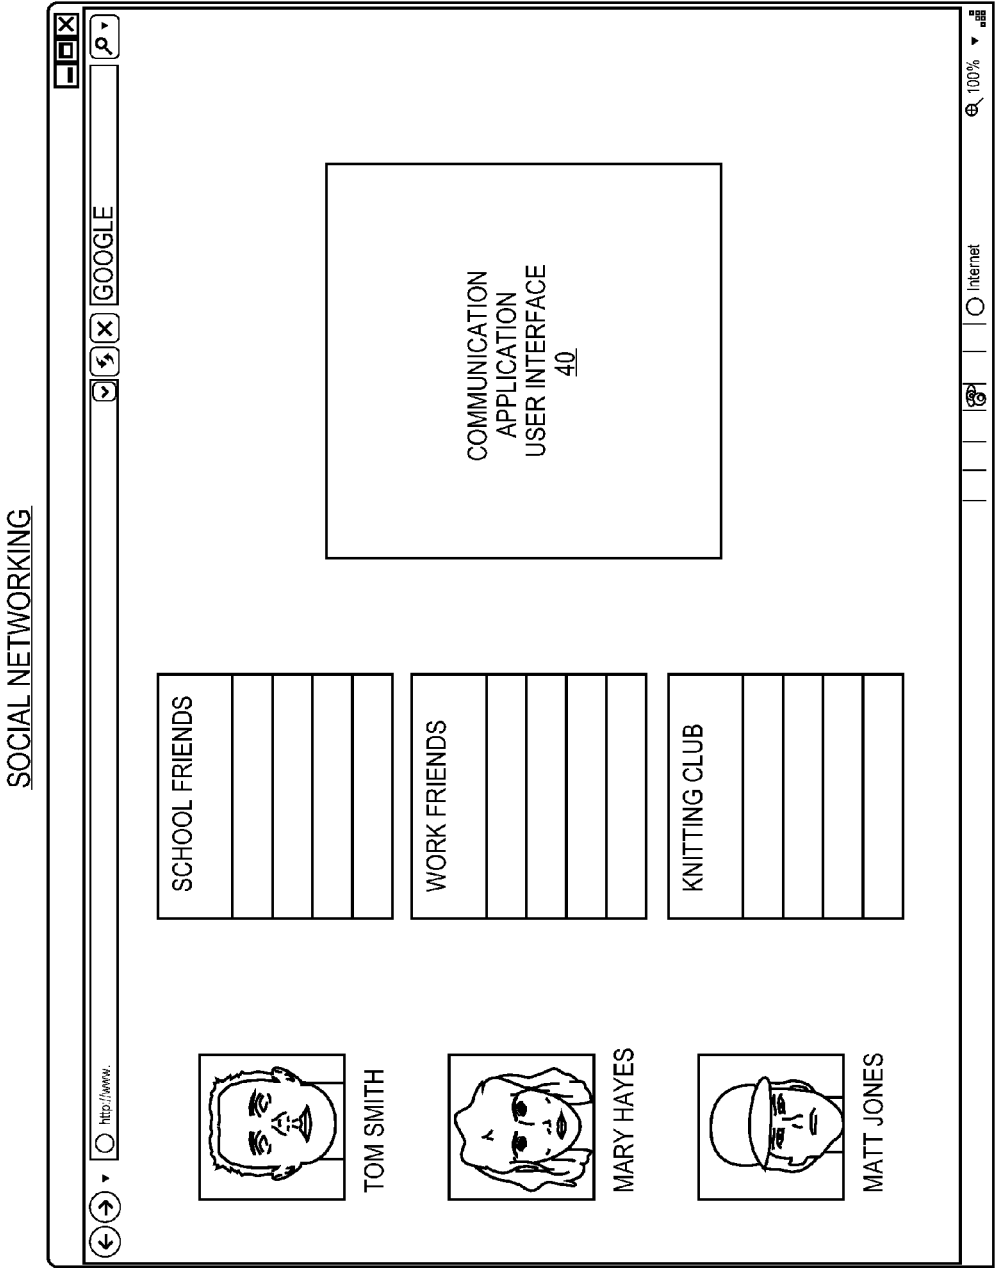 SOCIAL NETWORKING
http://www.
GOOGLE
TOM SMITH
MARY HAYES
MATT JONES
SCHOOL FRIENDS
WORK FRIENDS
KNITTING CLUB
COMMUNICATION
APPLICATION
USER INTERFACE
40
Internet
100%